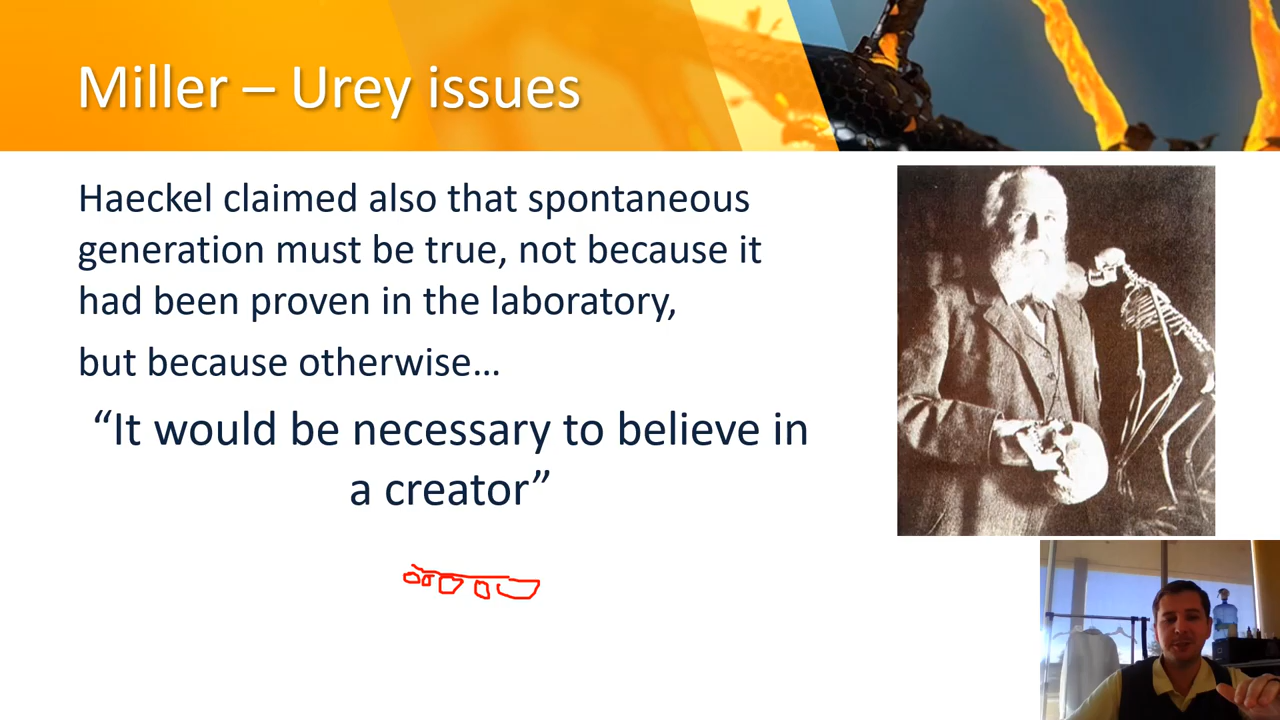 Miller – Urey issues
Haeckel claimed also that spontaneous
generation must be true, not because it
had been proven in the laboratory,
but because otherwise…
“It would be necessary to believe in
a creator”